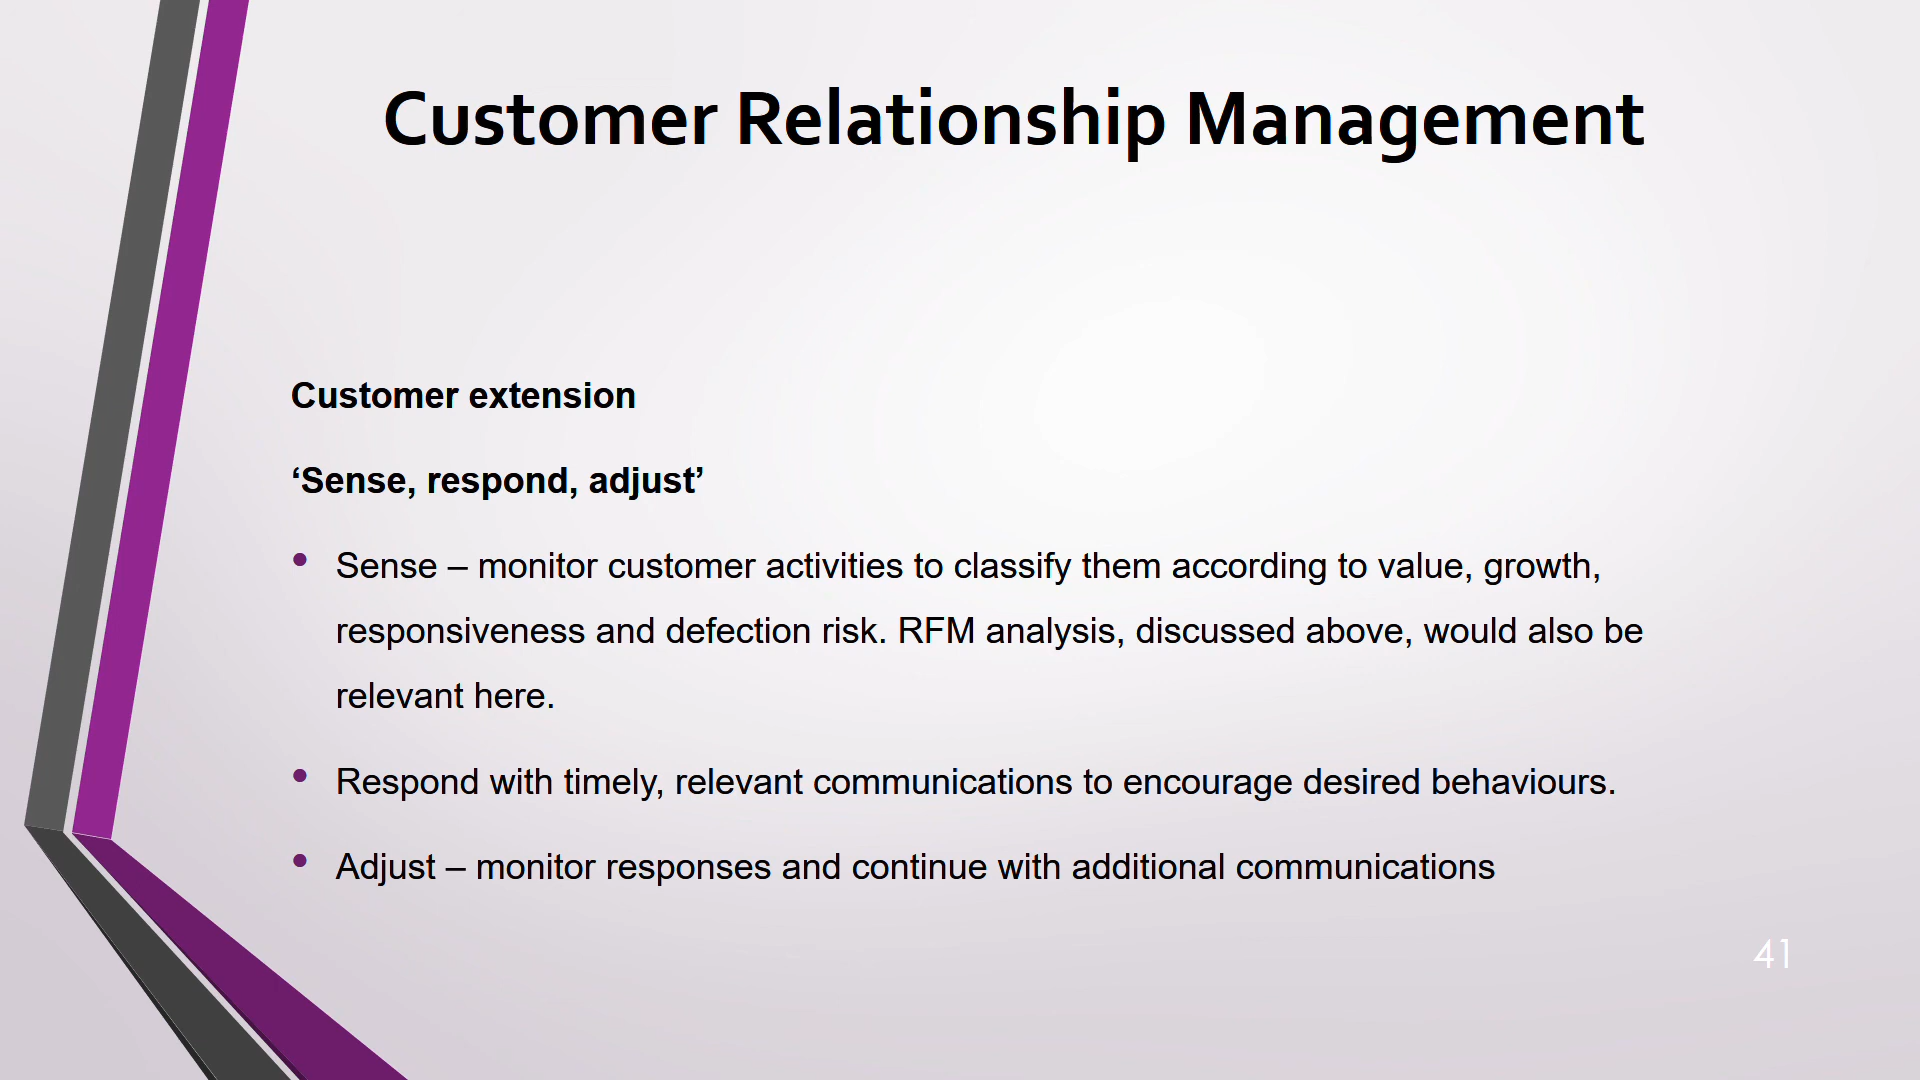 Customer Relationship Management
Customer extension
‘Sense, respond, adjust’
• Sense – monitor customer activities to classify them according to value, growth,
responsiveness and defection risk. RFM analysis, discussed above, would also be
relevant here.
• Respond with timely, relevant communications to encourage desired behaviours.
• Adjust – monitor responses and continue with additional communications
41